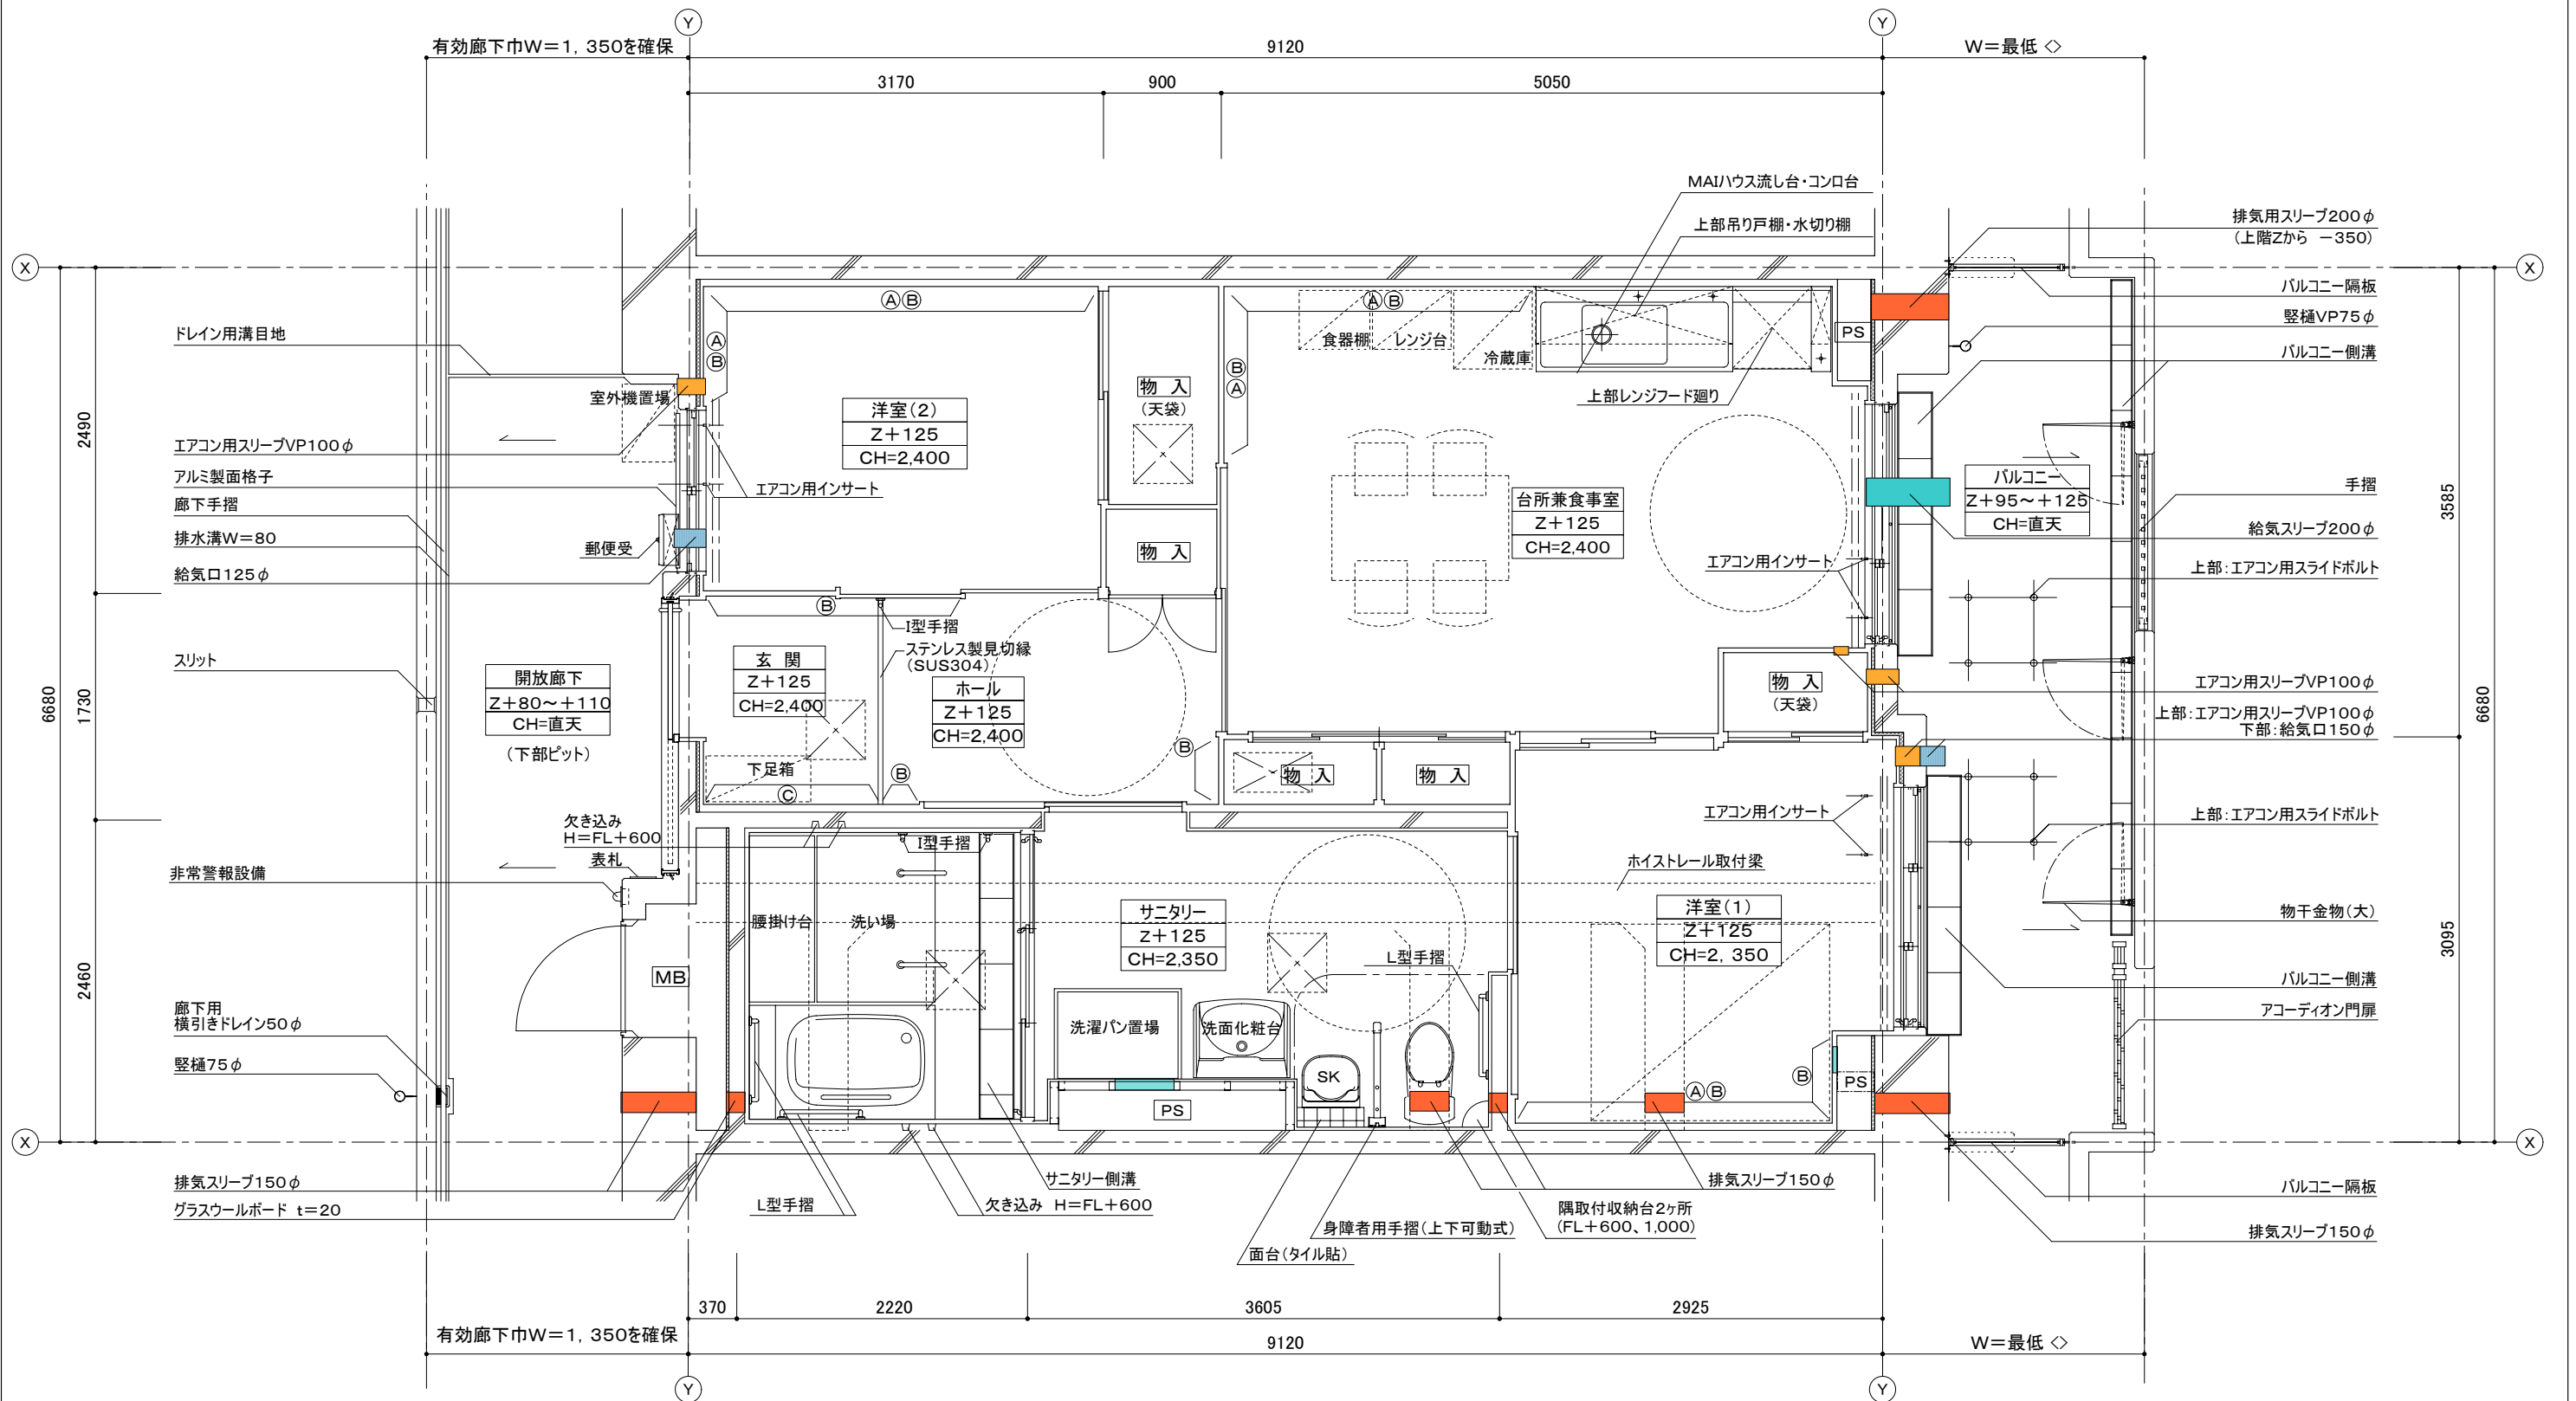 Y
Y
有効廊下巾W＝1, 350を確保
9120
W＝最低 <>
3170
900
5050
MAIハウス流し台・コンロ台
上部吊り戸棚・水切り棚
排気用スリーブ200φ
(上階Zから －350)
X
X
ⒶⒷ
ⒶⒷ
バルコニー隔板
ドレイン用溝目地
Ⓐ
Ⓑ
食器棚
レンジ台
冷蔵庫
PS
竪樋VP75φ
バルコニー側溝
室外機置場
物 入
(天袋)
Ⓑ
Ⓐ
上部レンジフード廻り
洋室(2)
Z＋125
CH=2,400
2490
エアコン用スリーブVP100φ
アルミ製面格子
廊下手摺
排水溝W＝80
給気口125φ
エアコン用インサート
郵便受
物 入
台所兼食事室
Z＋125
CH=2,400
エアコン用インサート
バルコニー
Z＋95～＋125
CH＝直天
手摺
3585
給気スリーブ200φ
上部：エアコン用スライドボルト
Ⓑ
I型手摺
ステンレス製見切縁
(SUS304)
スリット
6680
1730
開放廊下
Z＋80～＋110
CH＝直天
(下部ピット)
玄 関
Z＋125
CH=2,400
ホール
Z＋125
CH=2,400
物 入
(天袋)
エアコン用スリーブVP100φ
上部：エアコン用スリーブVP100φ
下部：給気口150φ
6680
下足箱
Ⓒ
Ⓑ
Ⓑ
物 入
物 入
エアコン用インサート
上部：エアコン用スライドボルト
欠き込み
H＝FL＋600
I型手摺
表札
非常警報設備
ホイストレール取付梁
腰掛け台
洗い場
サニタリー
Z＋125
CH=2,350
洋室(1)
Z＋125
CH＝2, 350
物干金物(大)
2460
3095
MB
L型手摺
バルコニー側溝
廊下用
横引きドレイン50φ
洗濯パン置場
洗面化粧台
アコーディオン門扉
竪樋75φ
SK
PS
ⒶⒷ
Ⓑ
PS
X
X
排気スリーブ150φ
グラスウールボード t＝20
L型手摺
サニタリー側溝
欠き込み H＝FL＋600
排気スリーブ150φ
隅取付収納台2ヶ所
(FL＋600、1,000)
身障者用手摺(上下可動式)
面台(タイル貼)
バルコニー隔板
排気スリーブ150φ
370
2220
3605
2925
有効廊下巾W＝1, 350を確保
9120
W＝最低 <>
Y
Y